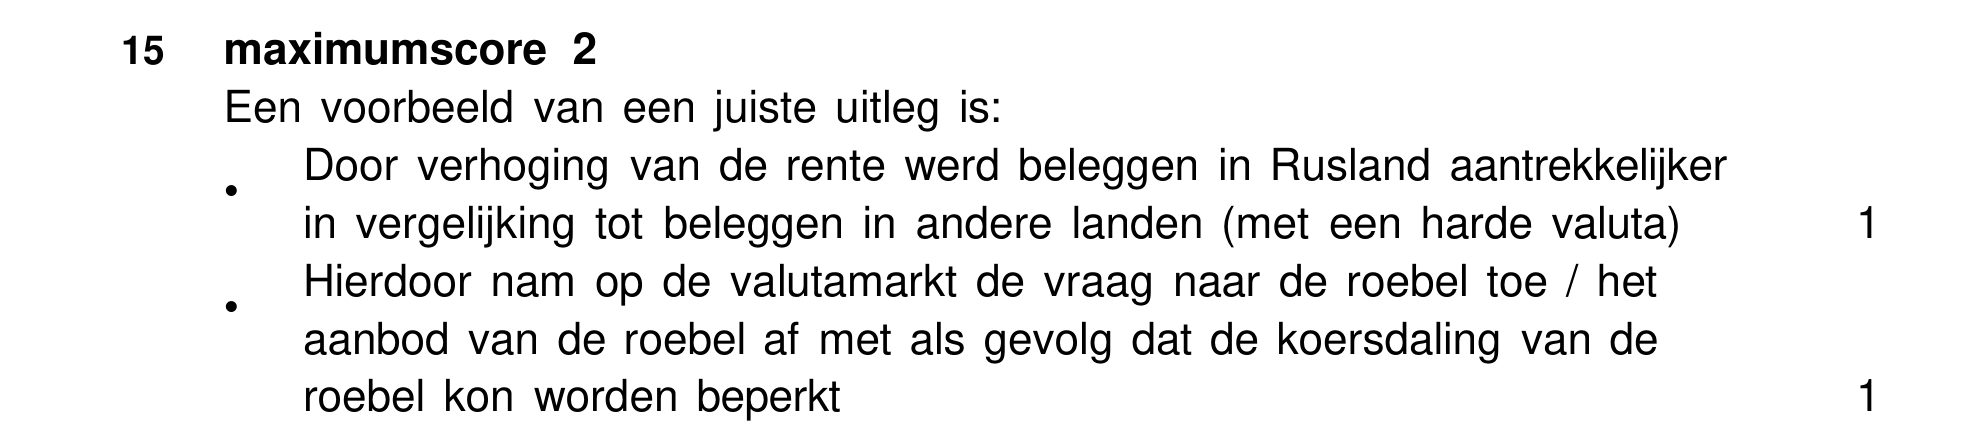 15 maximumscore 2
Een voorbeeld van een juiste uitleg is:
• Door verhoging van de rente werd beleggen in Rusland aantrekkelijker
in vergelijking tot beleggen in andere landen (met een harde valuta) 1
• Hierdoor nam op de valutamarkt de vraag naar de roebel toe / het
aanbod van de roebel af met als gevolg dat de koersdaling van de
roebel kon worden beperkt 1